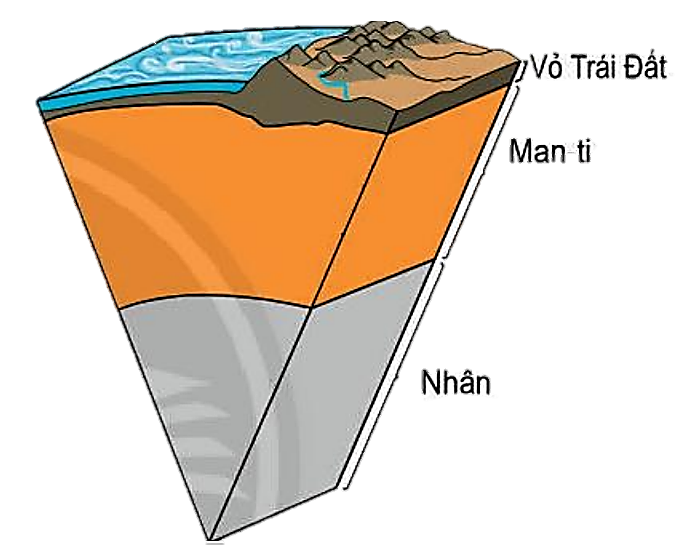 Vỏ Trái Đất
Man-ti
Nhân